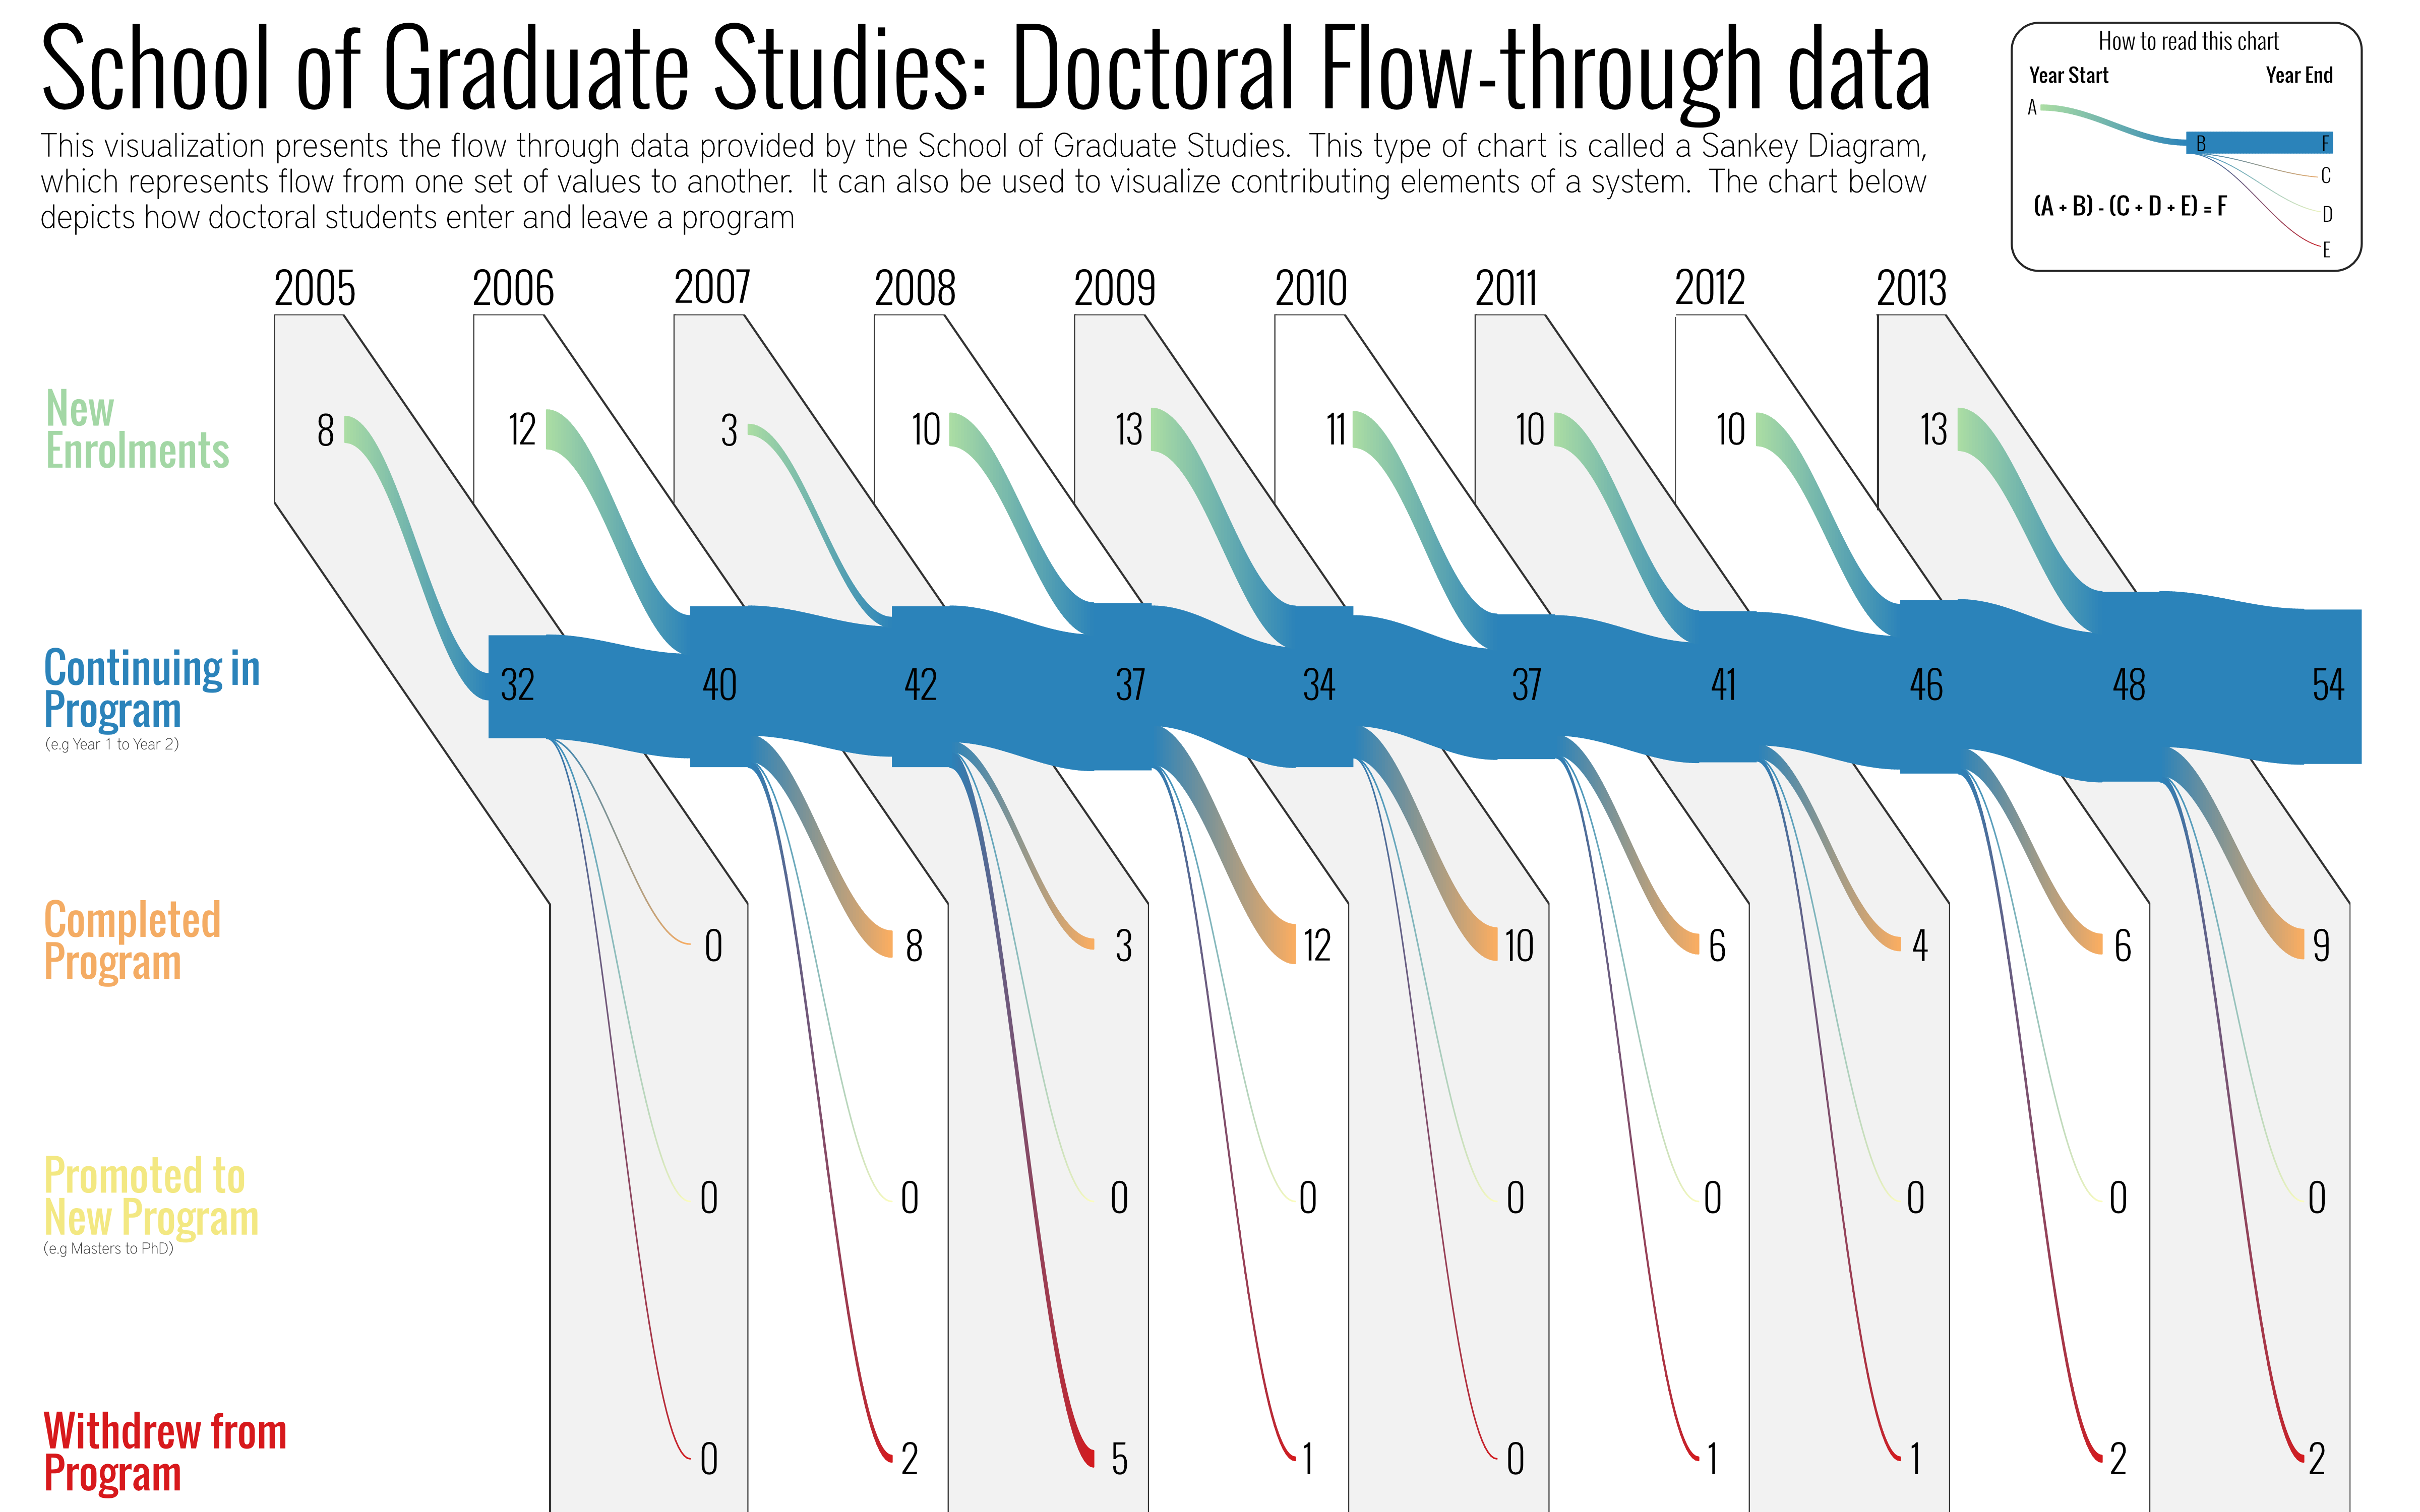 School of Graduate Studies: Doctoral Flow-through data
This visualization presents the flow through data provided by the School of Graduate Studies. This type of chart is called a Sankey Diagram,
which represents flow from one set of values to another. It can also be used to visualize contributing elements of a system. The chart below
depicts how doctoral students enter and leave a program
How to read this chart
Year Start Year End
A
B F
C
(A + B) - (C + D + E) = F
D
E
2005 2006 2007 2008 2009 2010 2011 2012 2013
New
Enrolments
8 12 3 10 13 11 10 10 13
Continuing in
Program
(e.g Year 1 to Year 2)
32 40 42 37 34 37 41 46 48 54
Completed
Program
0 8 3 12 10 6 4 6 9
Promoted to
New Program
(e.g Masters to PhD)
0 0 0 0 0 0 0 0 0
Withdrew from
Program
0 2 5 1 0 1 1 2 2